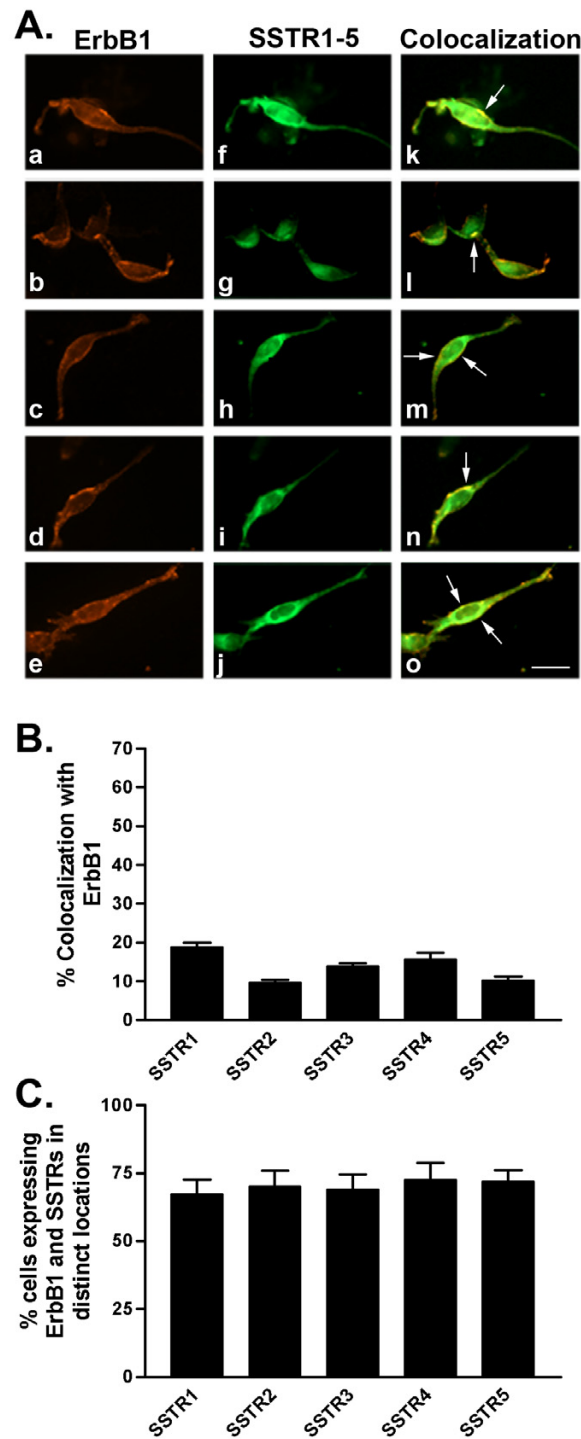 A.
ErbB1 SSTR1-5 Colocalization
a f k
b g l
c h m
d i n
e j o
B.
% Colocalization with
ErbB1
70
60
50
40
30
20
10
0
SSTR1 SSTR2 SSTR3 SSTR4 SSTR5
C.
% cells expressing
ErbB1 and SSTRs in
distinct locations
100
75
50
25
0
SSTR1 SSTR2 SSTR3 SSTR4 SSTR5